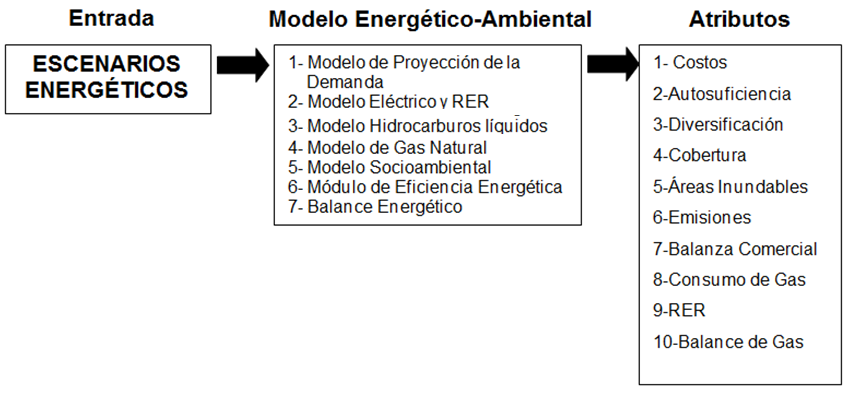 Entrada
ESCENARIOS
ENERGÉTICOS
Modelo Energético-Ambiental
1- Modelo de Proyección de la
Demanda
2- Modelo Eléctrico y RER
3- Modelo Hidrocarburos líquidos
4- Modelo de Gas Natural
5- Modelo Socioambiental
6- Módulo de Eficiencia Energética
7- Balance Energético
Atributos
1- Costos
2-Autosuficiencia
3-Diversificación
4-Cobertura
5-Áreas Inundables
6-Emisiones
7-Balanza Comercial
8-Consumo de Gas
9-RER
10-Balance de Gas